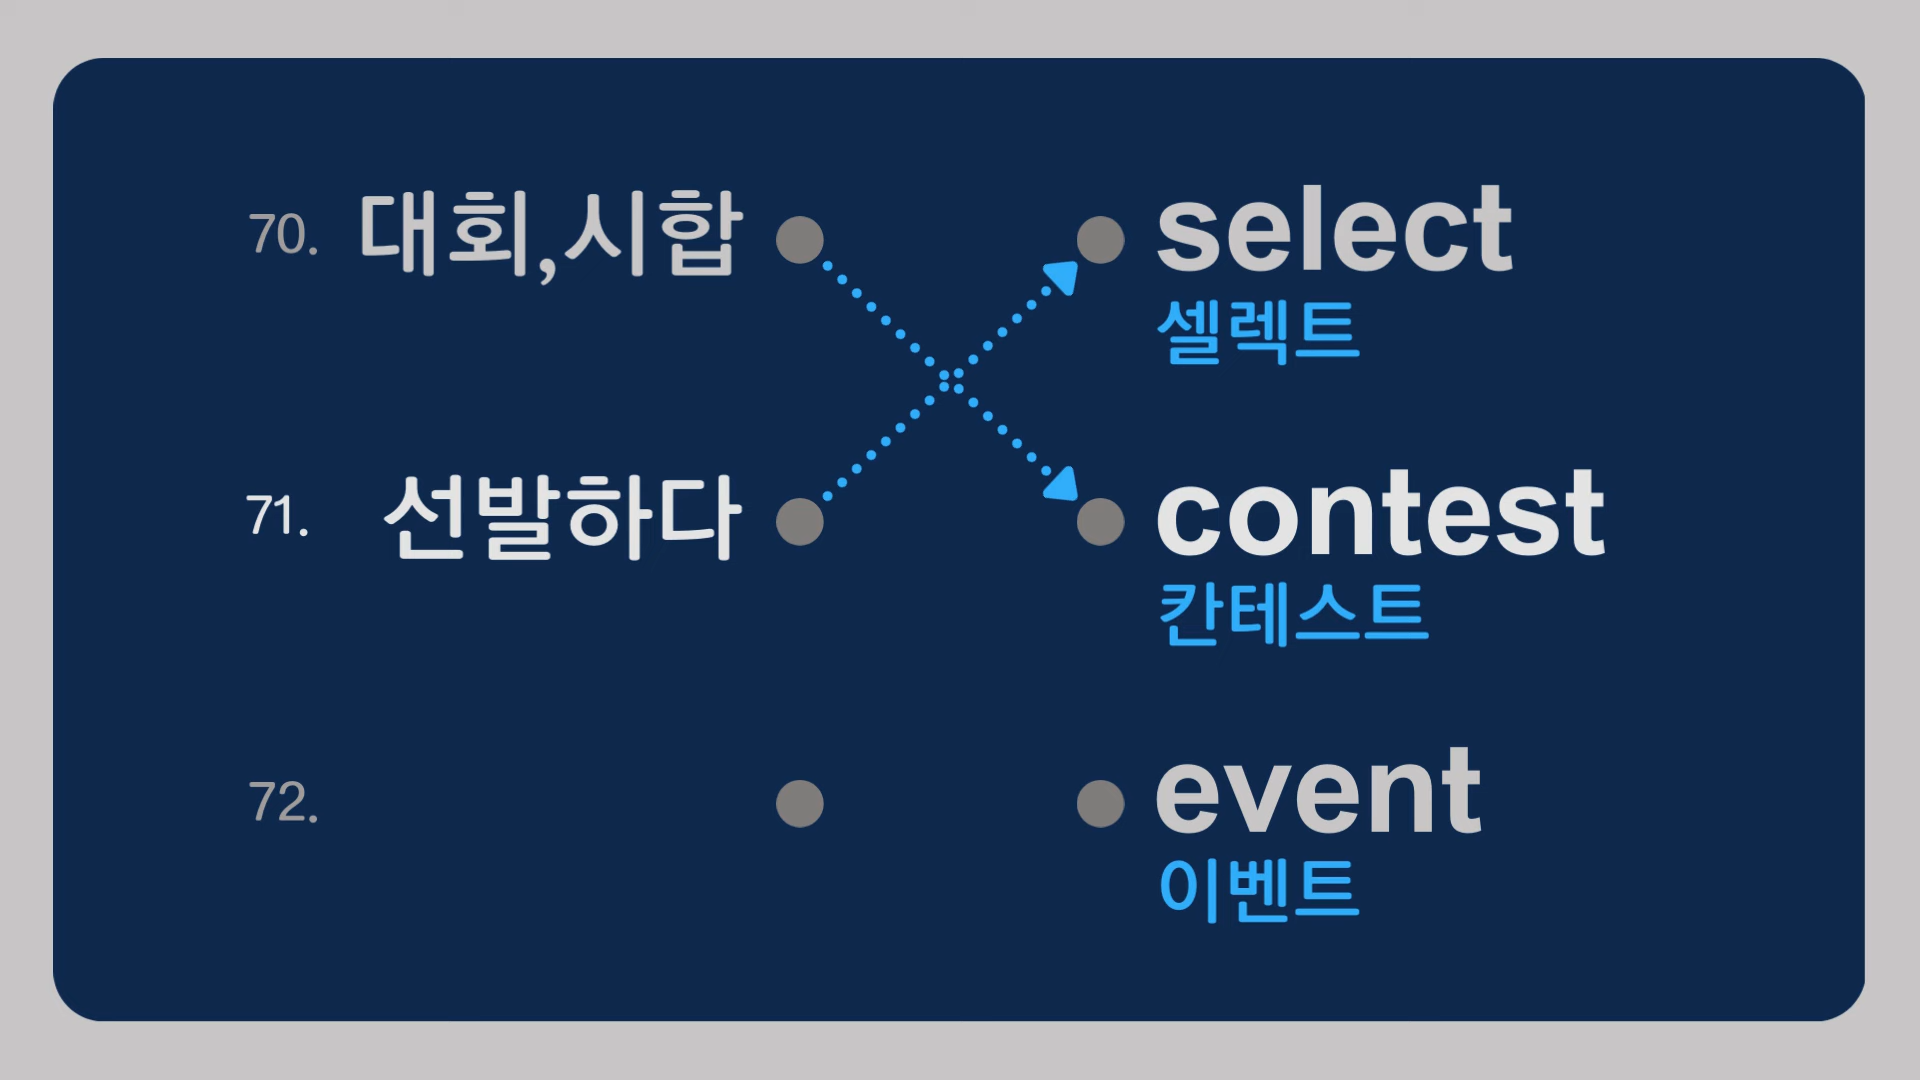 70. 대회,시합 select
셀렉트
71. 선발하다 contest
칸테스트
72. event
이벤트